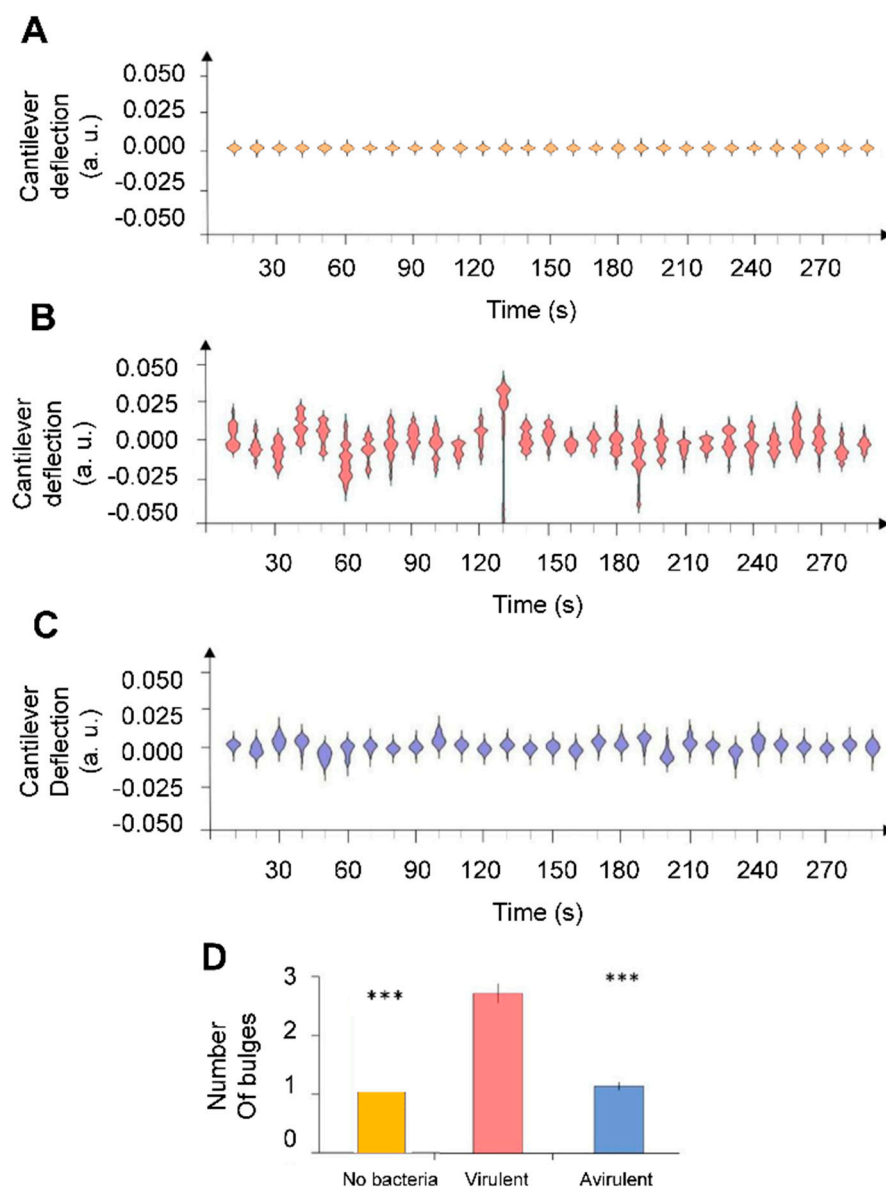 A
Cantilever
deflection
(a. u.)
0.050
0.025
0.000
-0.025
-0.050
30 60 90 120 150 180 210 240 270
Time (s)
B
Cantilever
deflection
(a. u.)
0.050
0.025
0.000
-0.025
-0.050
30 60 90 120 150 180 210 240 270
Time (s)
C
Cantilever
Deflection
(a. u.)
0.050
0.025
0.000
-0.025
-0.050
30 60 90 120 150 180 210 240 270
Time (s)
D
Number
Of bulges
3
2
1
0
*** ***
No bacteria Virulent Avirulent